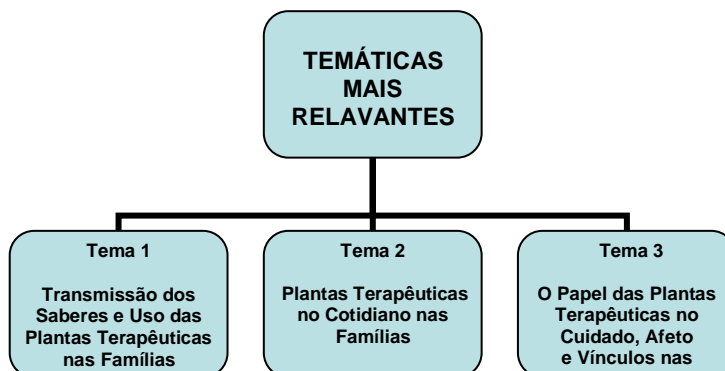 TEMÁTICAS
MAIS
RELAVANTES
Tema 1
Transmissão dos
Saberes e Uso das
Plantas Terapêuticas
nas Famílias
Tema 2
Plantas Terapêuticas
no Cotidiano nas
Famílias
Tema 3
O Papel das Plantas
Terapêuticas no
Cuidado, Afeto
e Vínculos nas